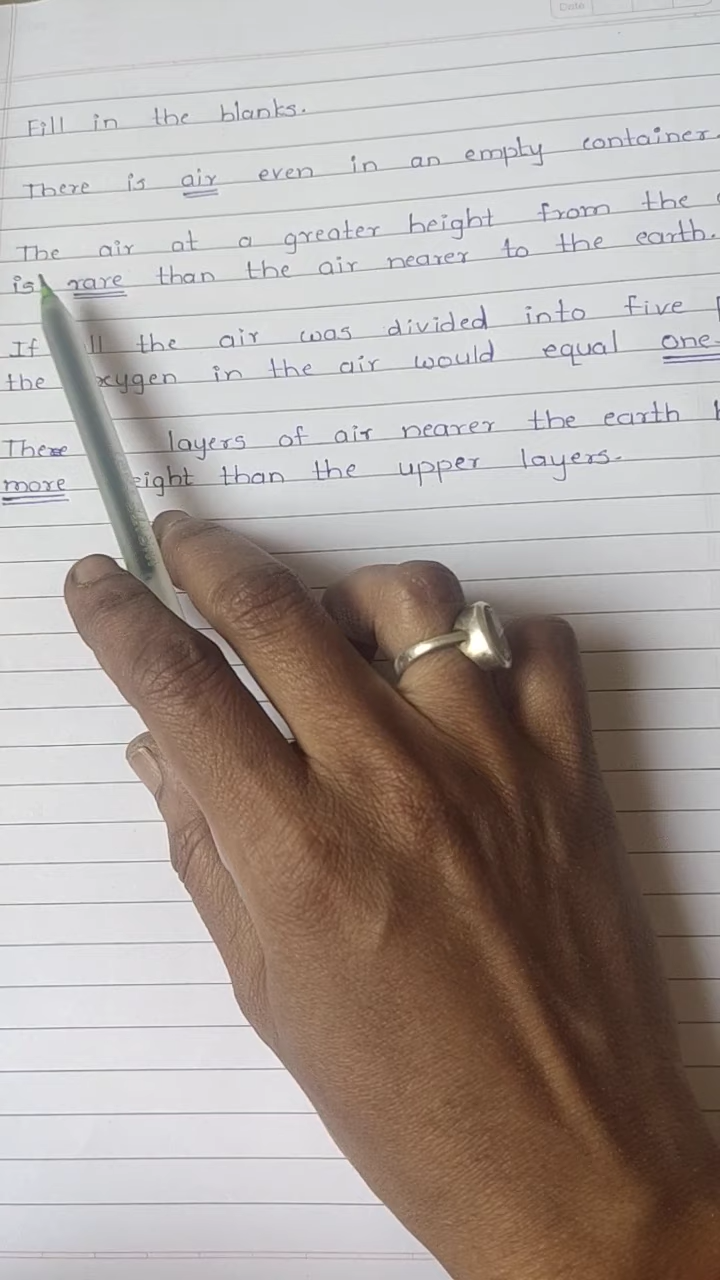 Date
Fill in the blanks.
There is air even in an empty container.
The air at a greater height from the
is rare than the air nearer to the earth.
If the air was divided into five
the in the air would equal one
There layers of air nearer the earth
more than the upper layers.